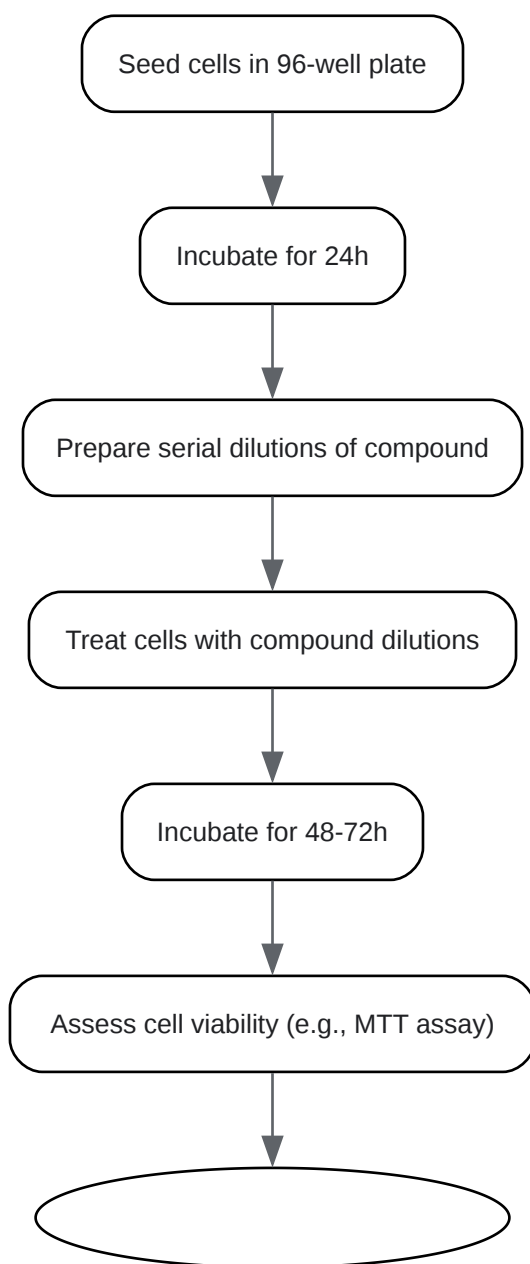 Seed cells in 96-well plate
Incubate for 24h
Prepare serial dilutions of compound
Treat cells with compound dilutions
Incubate for 48-72h
Assess cell viability (e.g., MTT assay)